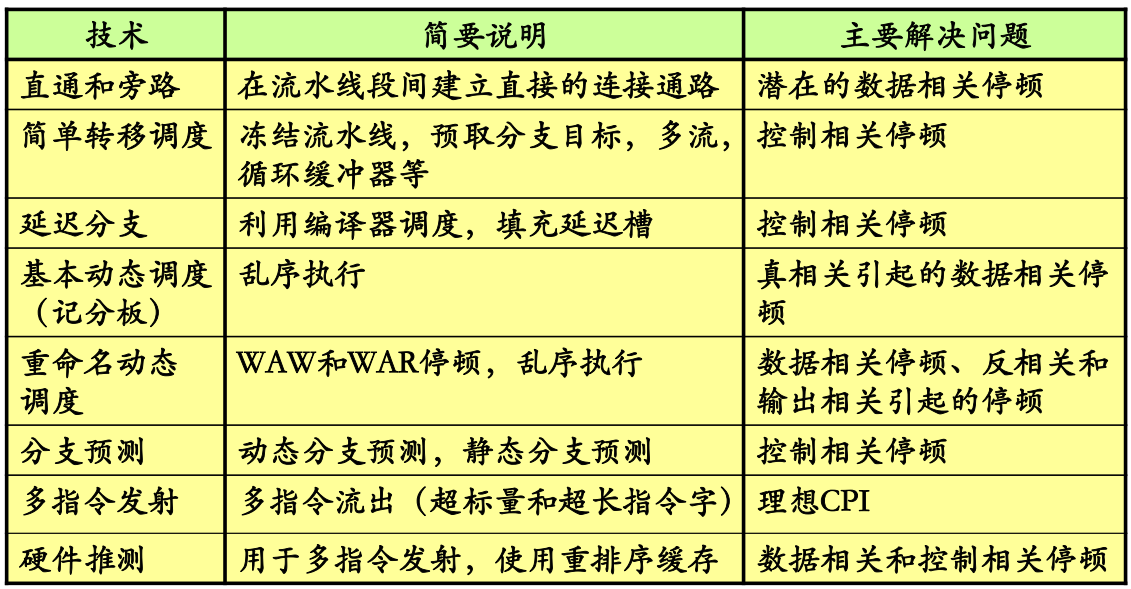 技术 简要说明 主要解决问题
直通和旁路 在流水线段间建立直接的连接通路 潜在的数据相关停顿
简单转移调度 冻结流水线，预取分支目标，多流， 控制相关停顿
循环缓冲器等
延迟分支 利用编译器调度，填充延迟槽 控制相关停顿
基本动态调度 乱序执行 真相关引起的数据相关停
（记分板） 顿
重命名动态 WAW和WAR停顿，乱序执行 数据相关停顿、反相关和
调度 输出相关引起的停顿
分支预测 动态分支预测，静态分支预测 控制相关停顿
多指令发射 多指令流出（超标量和超长指令字） 理想CPI
硬件推测 用于多指令发射，使用重排序缓存 数据相关和控制相关停顿